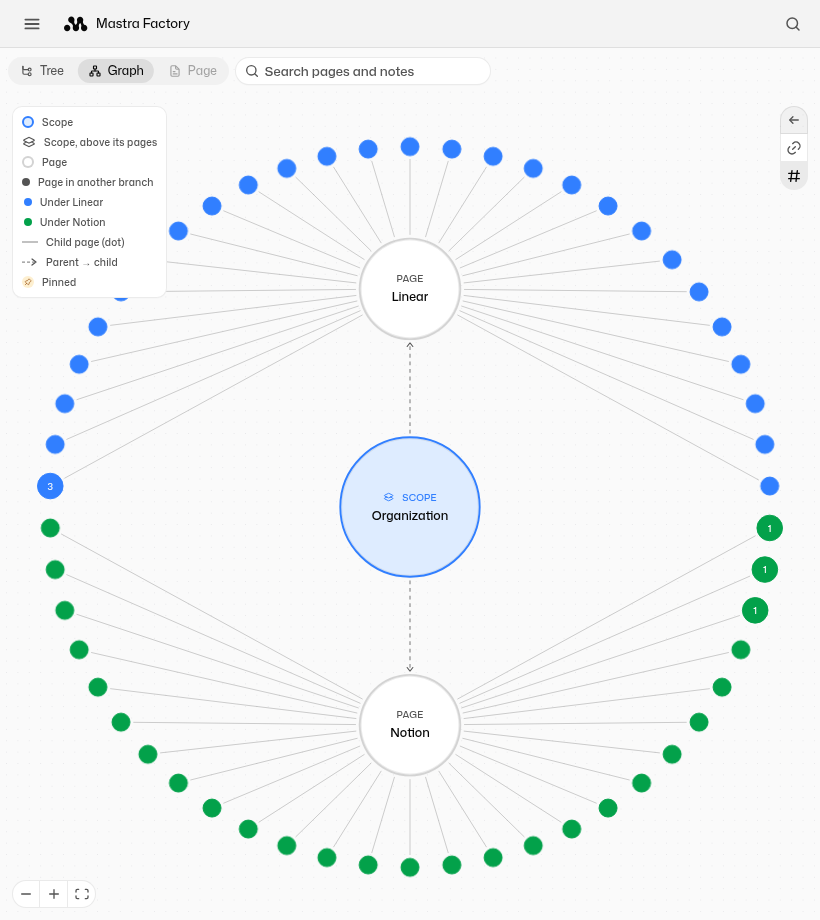 Mastra Factory
Tree
Graph
Page
Search pages and notes
Scope
Scope, above its pages
Page
Page in another branch
Under Linear
Under Notion
Child page (dot)
Parent → child
Pinned
PAGE
Linear
SCOPE
Organization
3
1
1
1
PAGE
Notion